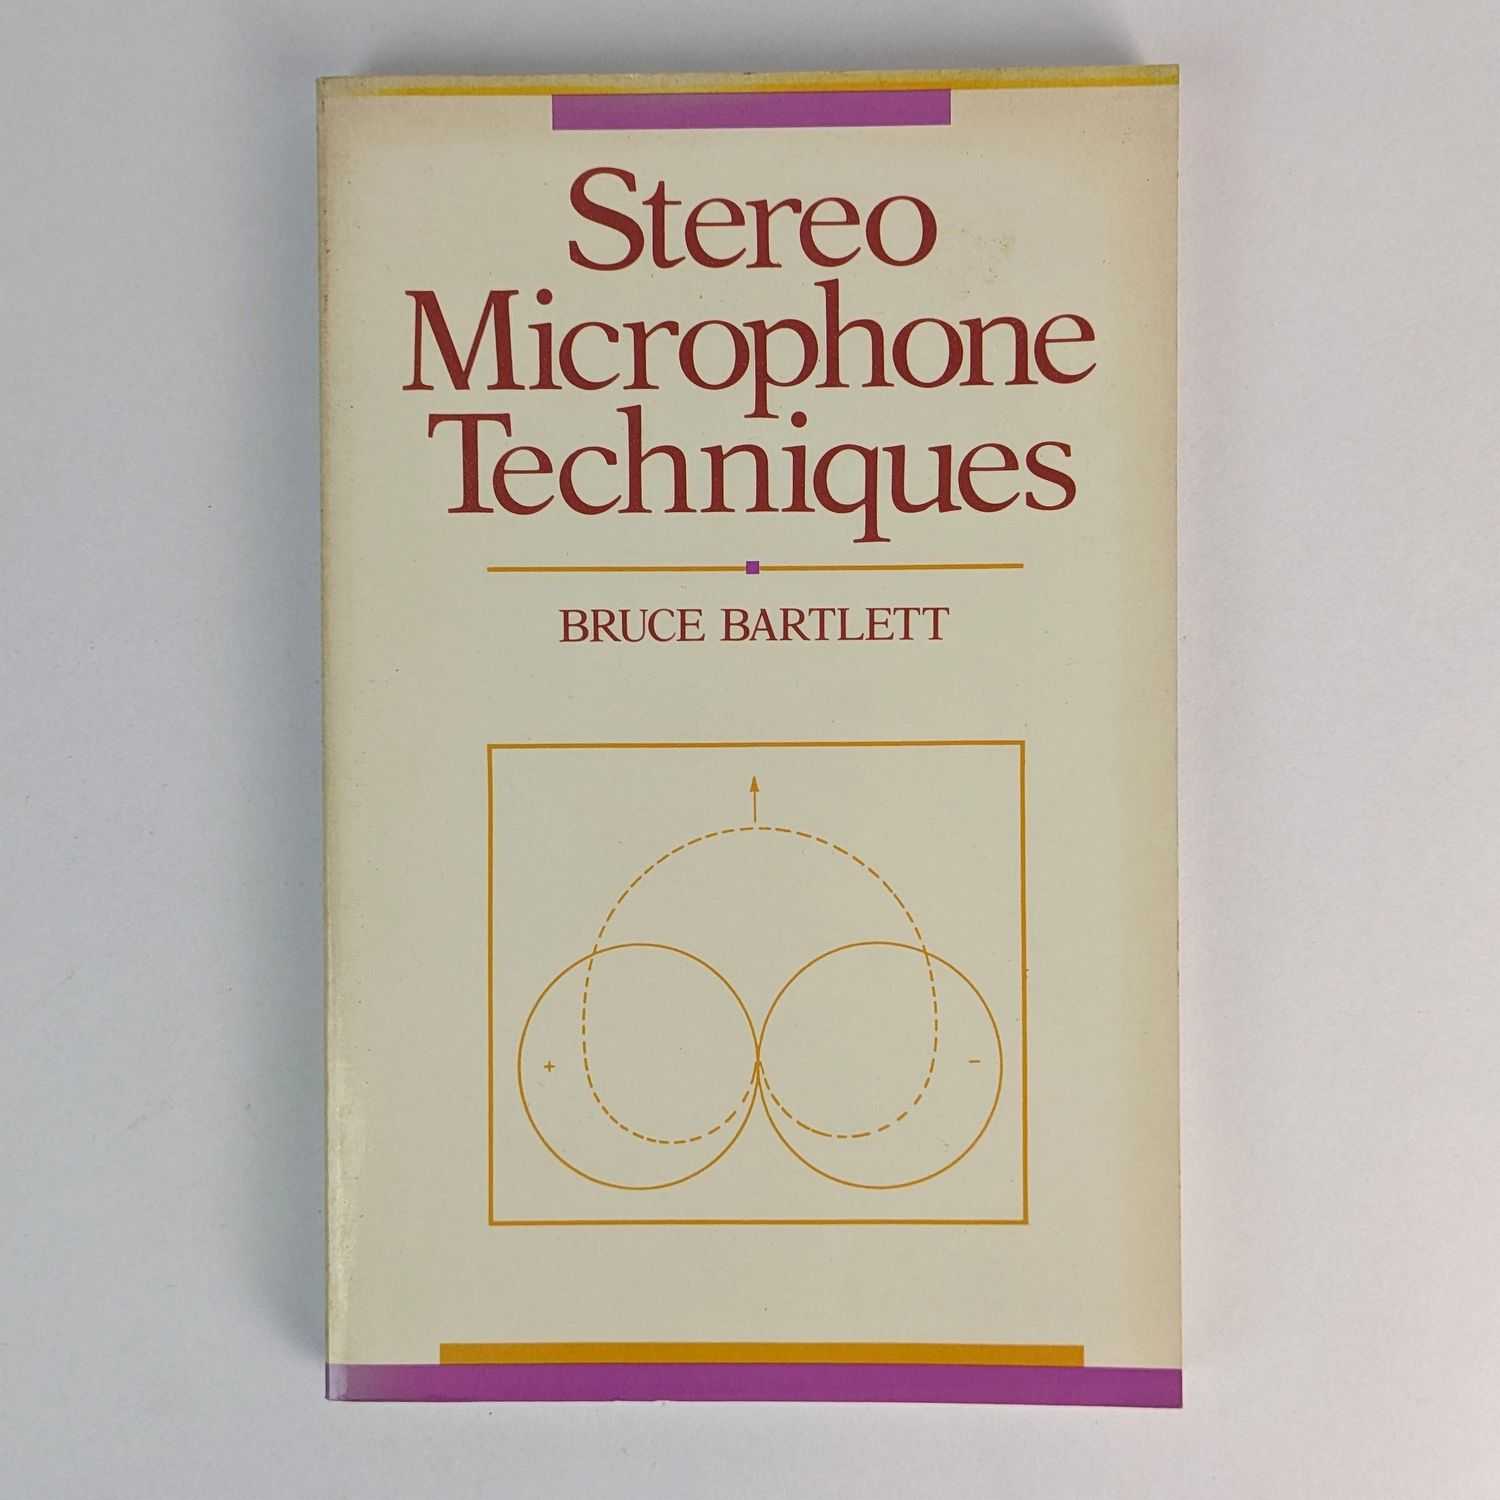 Stereo
Microphone
Techniques
BRUCE BARTLETT
+ −